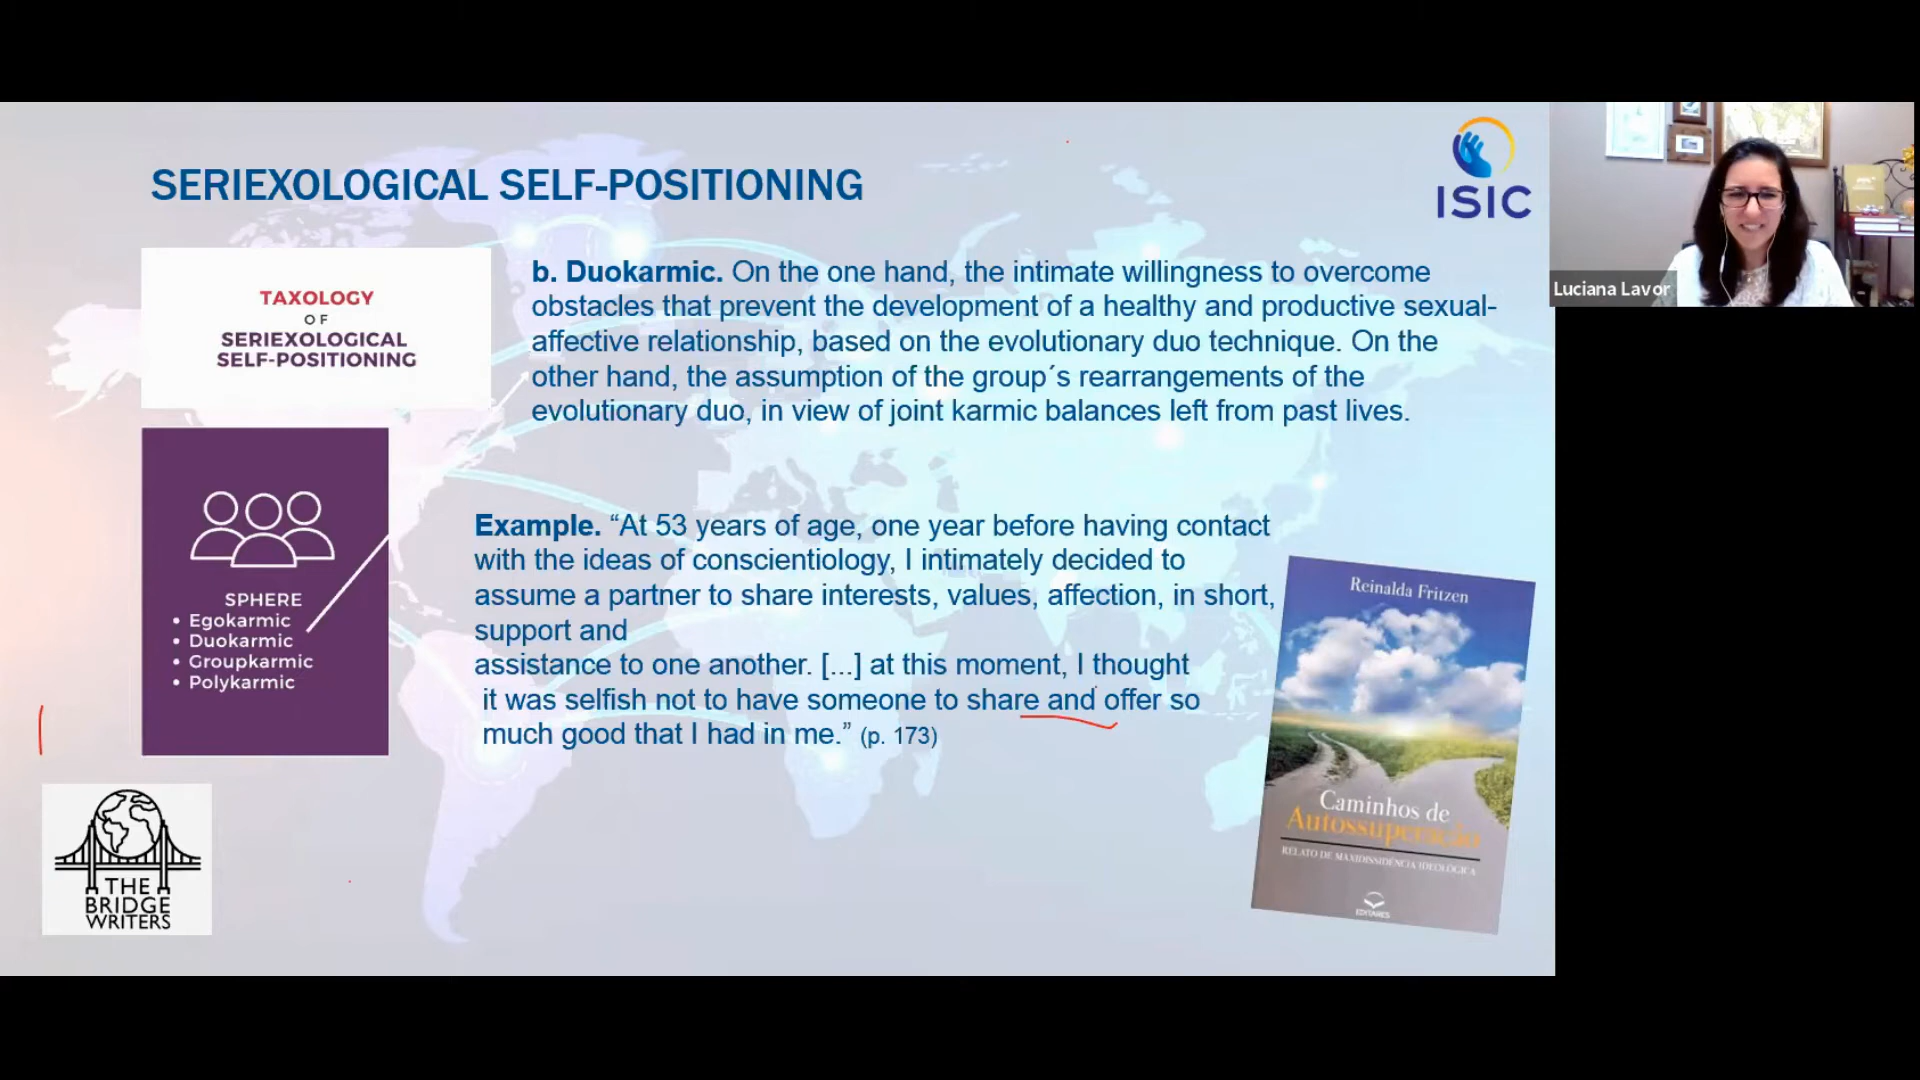 SERIEXOLOGICAL SELF-POSITIONING
ISIC
Luciana Lavor
TAXOLOGY
OF
SERIEXOLOGICAL
SELF-POSITIONING
b. Duokarmic. On the one hand, the intimate willingness to overcome
obstacles that prevent the development of a healthy and productive sexual-
affective relationship, based on the evolutionary duo technique. On the
other hand, the assumption of the group´s rearrangements of the
evolutionary duo, in view of joint karmic balances left from past lives.
SPHERE
• Egokarmic
• Duokarmic
• Groupkarmic
• Polykarmic
Example. “At 53 years of age, one year before having contact
with the ideas of conscientiology, I intimately decided to
assume a partner to share interests, values, affection, in short,
support and
assistance to one another. [...] at this moment, I thought
it was selfish not to have someone to share and offer so
much good that I had in me.” (p. 173)
Reinalda Fritzen
Caminhos de
Autossuperação
RELATO DE MAXIDISSIDÊNCIA IDEOLÓGICA
EDITARES
THE
BRIDGE
WRITERS